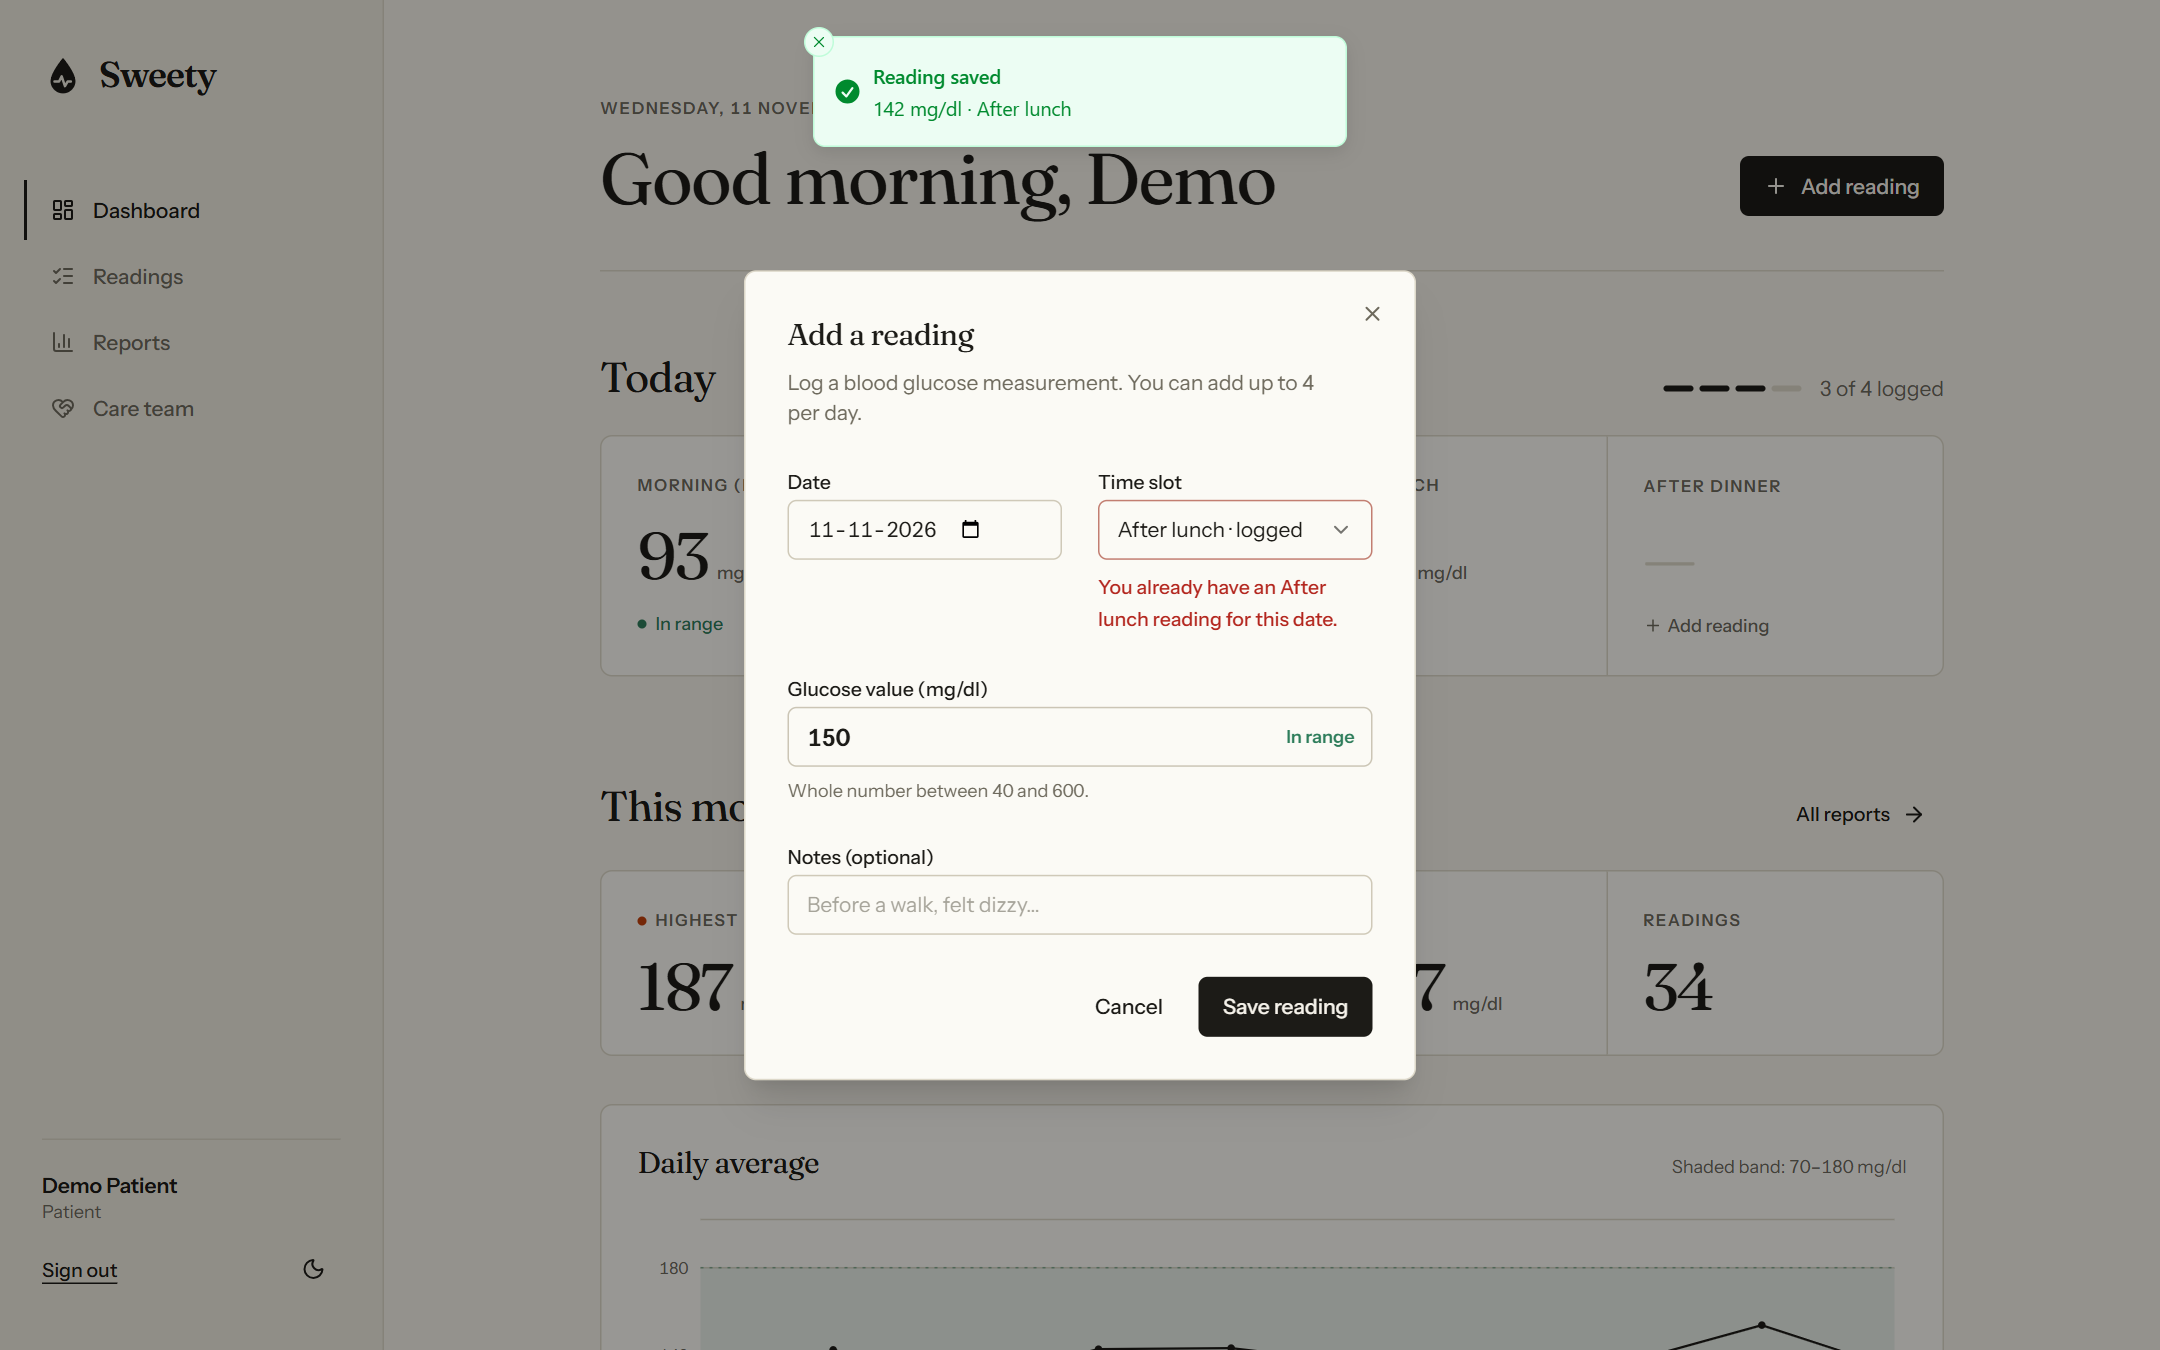 Sweety
Dashboard
Readings
Reports
Care team
Demo Patient
Patient
Sign out
Reading saved
142 mg/dl · After lunch
WEDNESDAY, 11
Good morning, Demo
Add reading
Today
3 of 4 logged
MORNING
93
In range
mg/dl
AFTER DINNER
Add reading
Add a reading
Log a blood glucose measurement. You can add up to 4
per day.
Date
Time slot
11-11-2026
After lunch · logged
You already have an After
lunch reading for this date.
Glucose value (mg/dl)
150
In range
Whole number between 40 and 600.
Notes (optional)
Before a walk, felt dizzy...
Cancel
Save reading
This
All reports
HIGHEST
187
mg/dl
READINGS
34
Daily average
Shaded band: 70–180 mg/dl
180